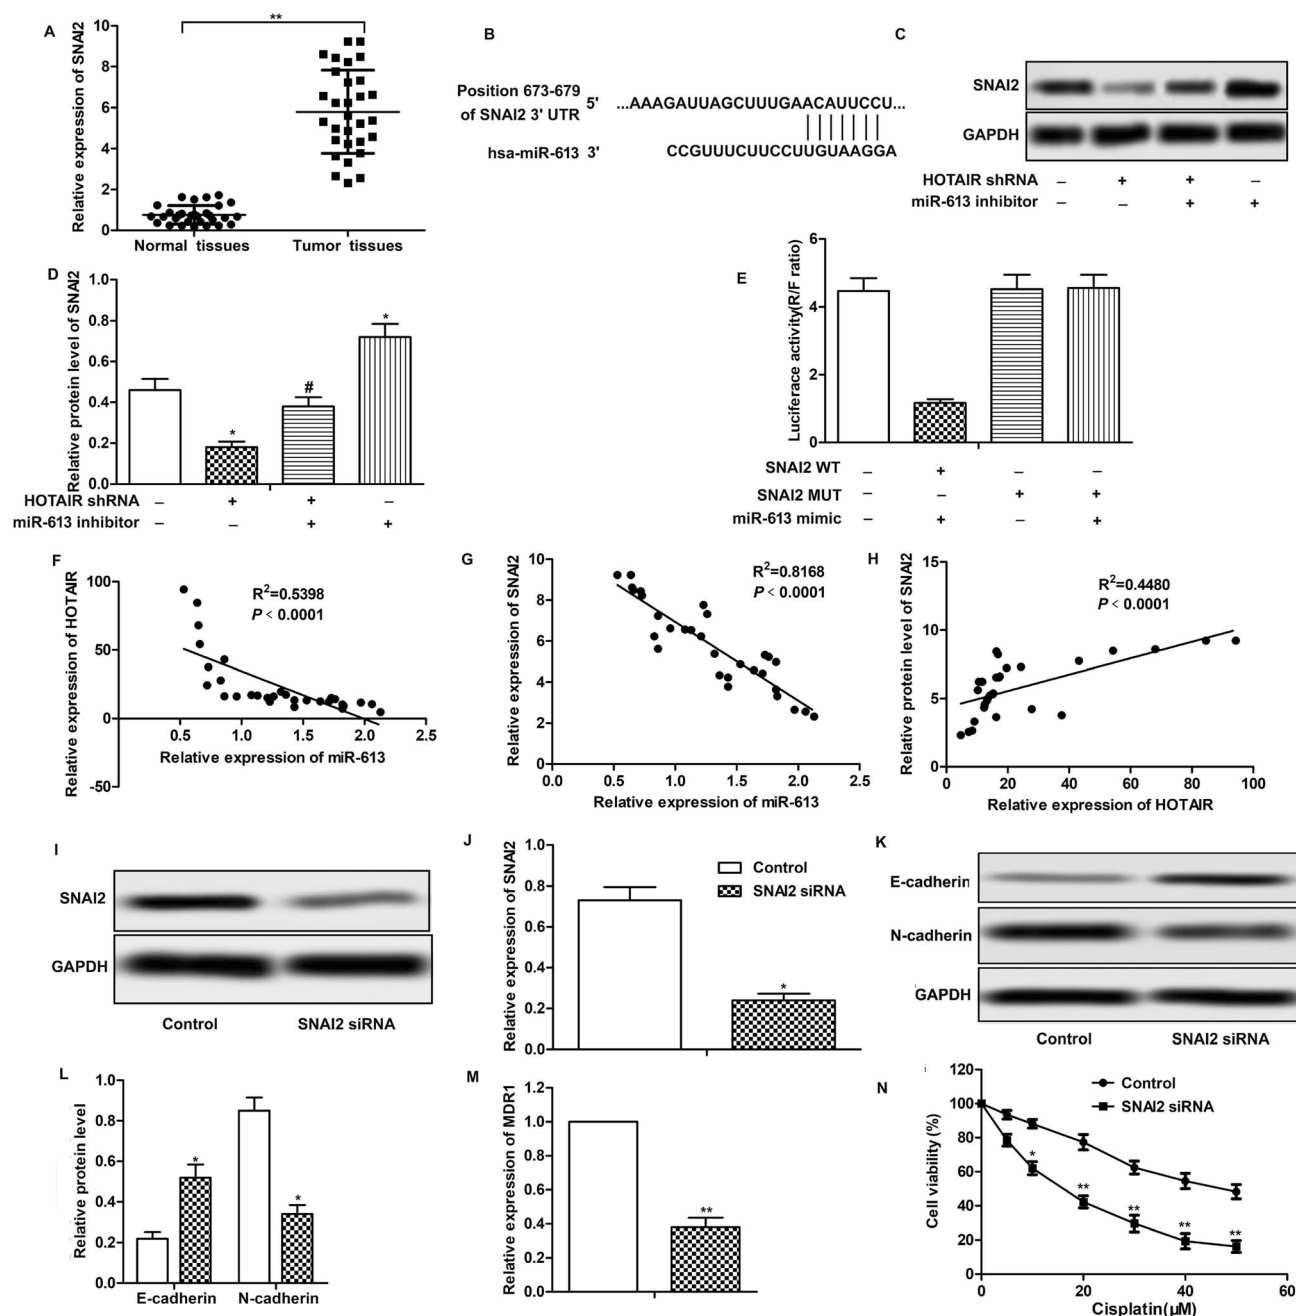 A
Relative expression of SNAI2
10
8
6
4
2
0
**
Normal tissues
Tumor tissues
B
Position 673-679
of SNAI2 3' UTR
5'
...AAAGAUUAGCUUUGAACAUUCCU...
hsa-miR-613
3'
CCGUUUCUUCCUUGUAAGGA
C
SNAI2
GAPDH
HOTAIR shRNA – + + –
miR-613 inhibitor – – + +
D
Relative protein level of SNAI2
1.0
0.8
0.6
0.4
0.2
0.0
*
#
*
HOTAIR shRNA – + + –
miR-613 inhibitor – – + +
E
Luciferace activity(R/F ratio)
6
4
2
0
SNAI2 WT – + – –
SNAI2 MUT – – + +
miR-613 mimic – + – +
F
Relative expression of HOTAIR
100
50
0
-50
R2=0.5398
P < 0.0001
0.5 1.0 1.5 2.0 2.5
Relative expression of miR-613
G
Relative expression of SNAI2
10
8
6
4
2
0
R2=0.8168
P < 0.0001
0.0 0.5 1.0 1.5 2.0 2.5
Relative expression of miR-613
H
Relative protein level of SNAI2
15
10
5
0
R2=0.4480
P < 0.0001
0 20 40 60 80 100
Relative expression of HOTAIR
I
SNAI2
GAPDH
Control
SNAI2 siRNA
J
Relative expression of SNAI2
1.0
0.8
0.6
0.4
0.2
0.0
Control
SNAI2 siRNA
*
K
E-cadherin
N-cadherin
GAPDH
Control
SNAI2 siRNA
L
Relative protein level
1.0
0.8
0.6
0.4
0.2
0.0
*
*
E-cadherin
N-cadherin
M
Relative expression of MDR1
1.2
1.0
0.8
0.6
0.4
0.2
0.0
**
N
Cell viability (%)
120
100
80
60
40
20
0
Control
SNAI2 siRNA
*
**
**
**
**
0 20 40 60
Cisplatin(μM)